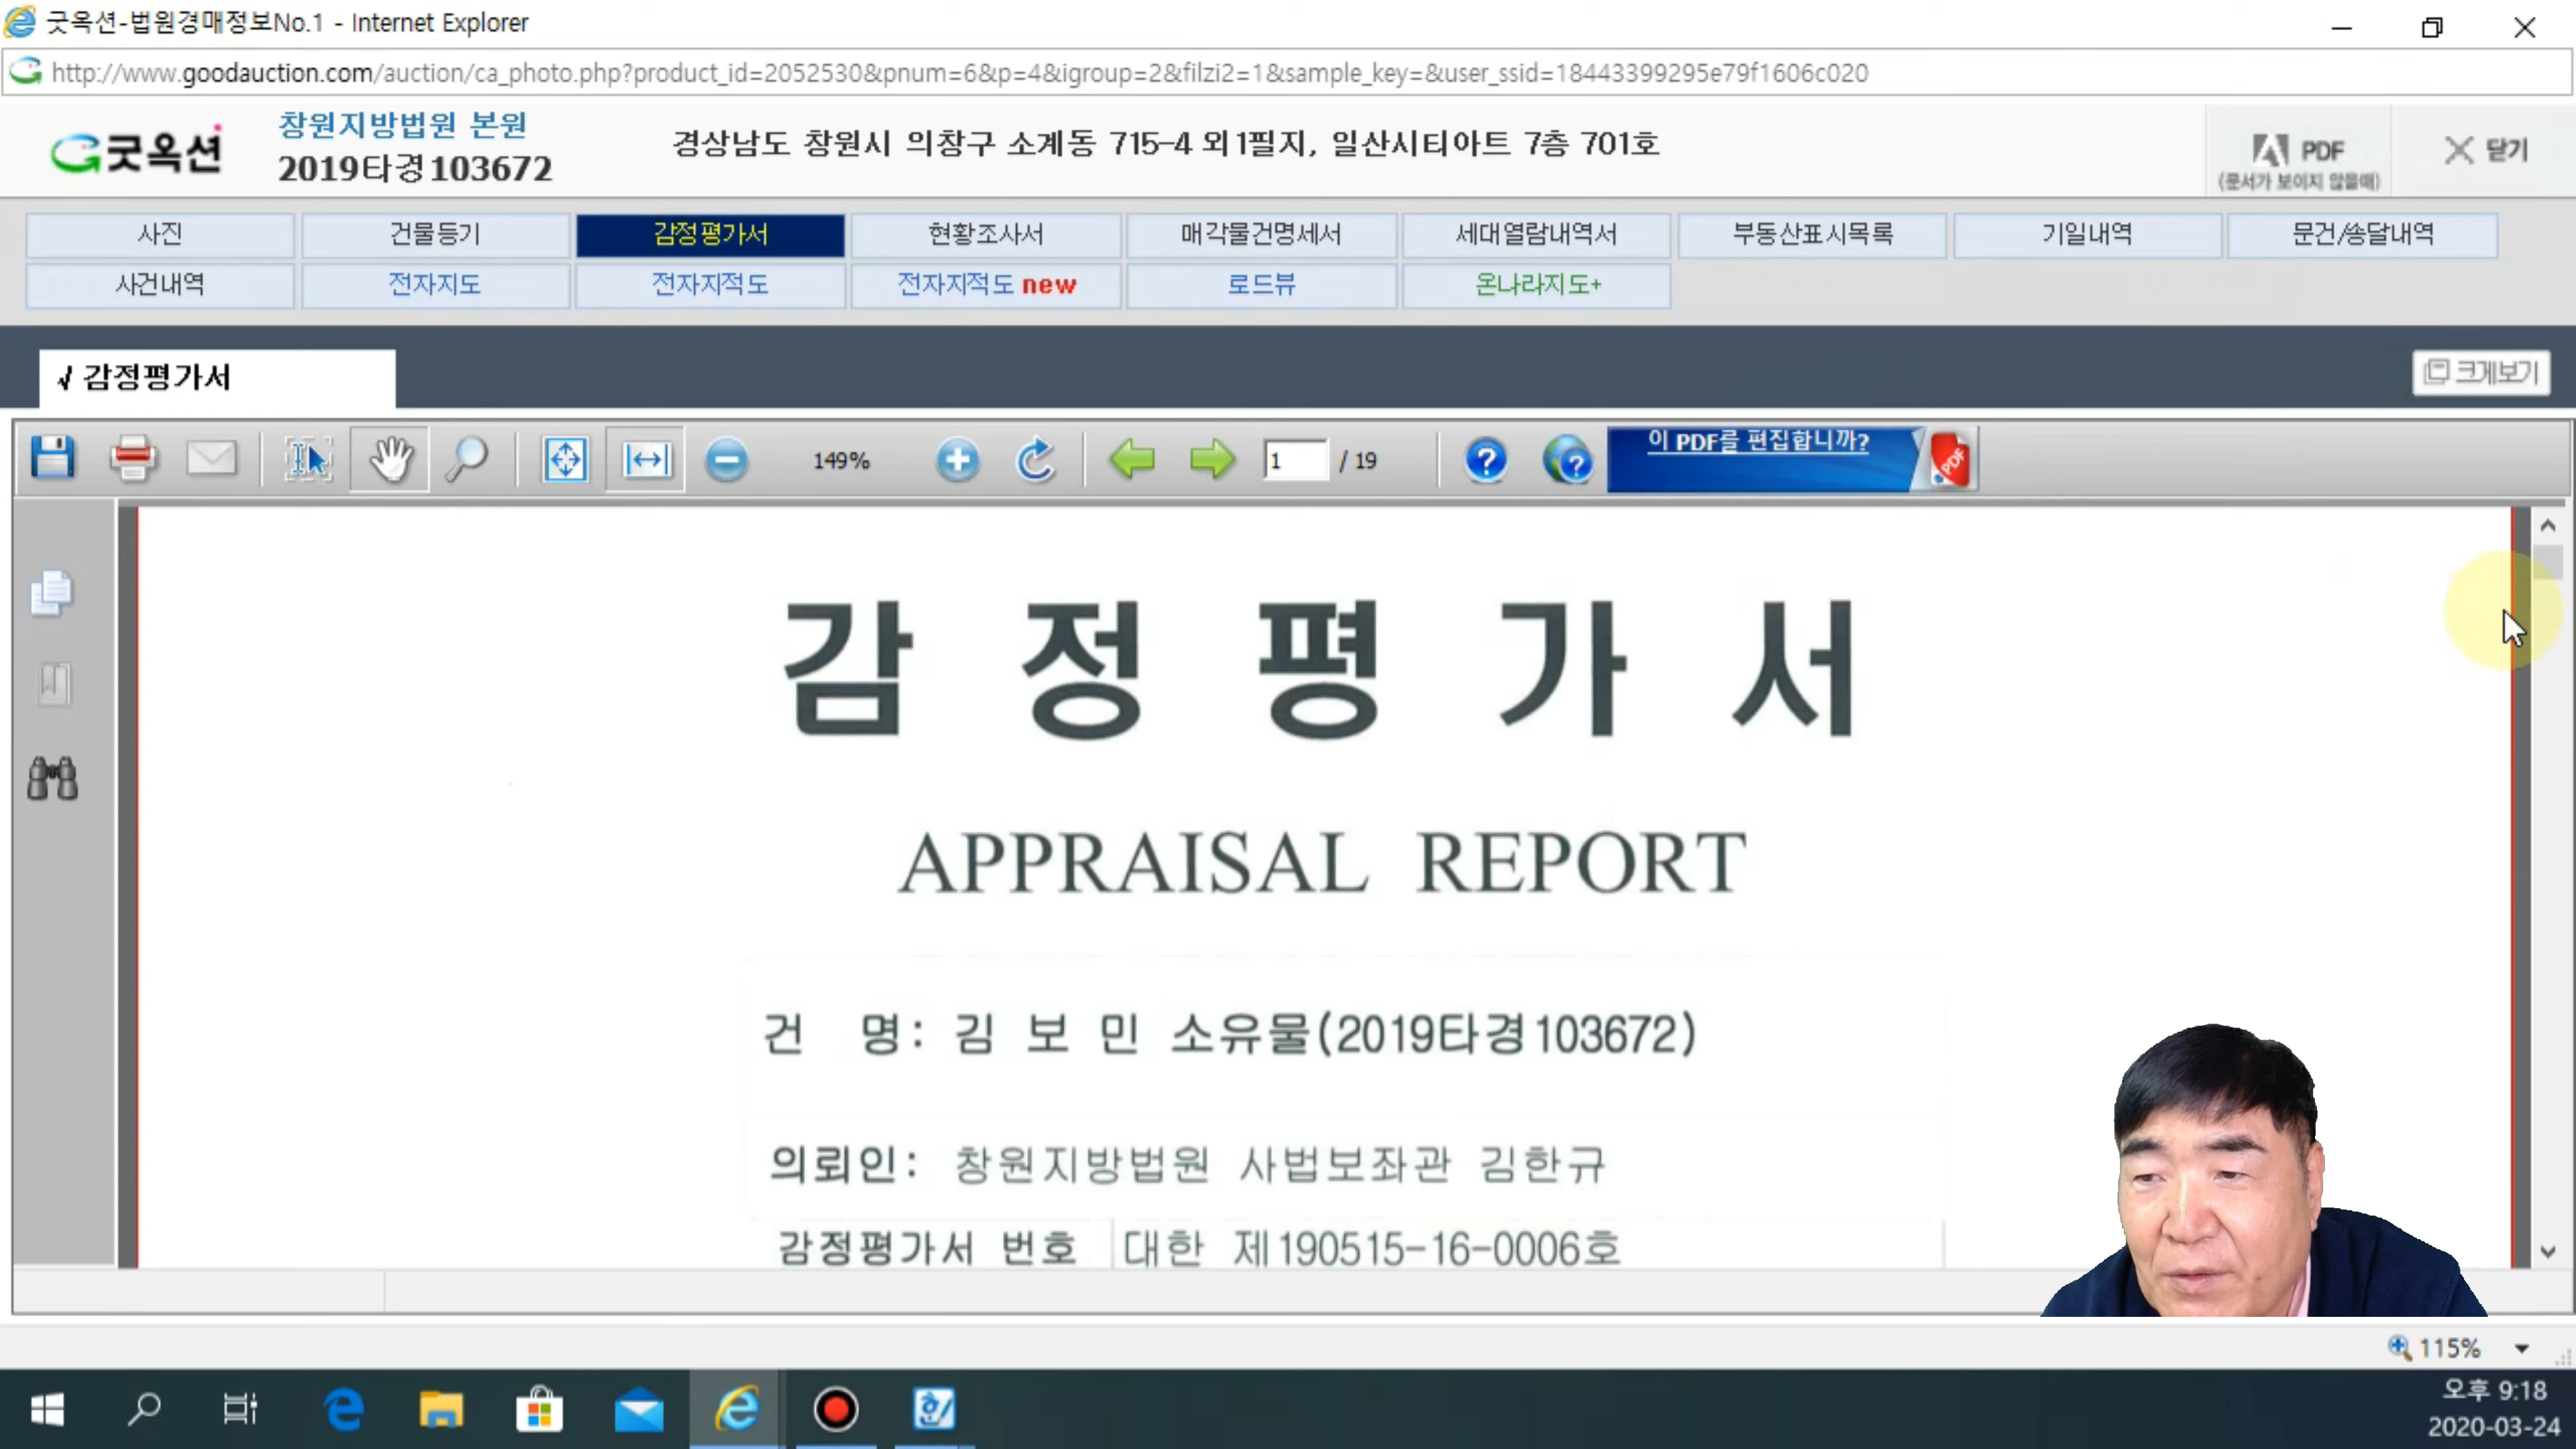 굿옥션-법원경매정보No.1 - Internet Explorer
http://www.goodauction.com/auction/ca_photo.php?product_id=2052530&pnum=6&p=4&igroup=2&filzi2=1&sample_key=&user_ssid=18443399295e79f1606c020
굿옥션
창원지방법원 본원
2019타경103672
경상남도 창원시 의창구 소계동 715-4 외1필지, 일산시티아트 7층 701호
PDF
(문서가 보이지 않을때)
닫기
사진 건물등기 감정평가서 현황조사서 매각물건명세서 세대열람내역서 부동산표시목록 기일내역 문건/송달내역
사건내역 전자지도 전자지적도 전자지적도 new 로드뷰 온나라지도+
√ 감정평가서
크게보기
149% 1 / 19 이 PDF를 편집합니까? PDF
감 정 평 가 서
APPRAISAL REPORT
건 명: 김 보 민 소유물(2019타경103672)
의뢰인: 창원지방법원 사법보좌관 김한규
감정평가서 번호 대한 제190515-16-0006호
115%
오후 9:18
2020-03-24